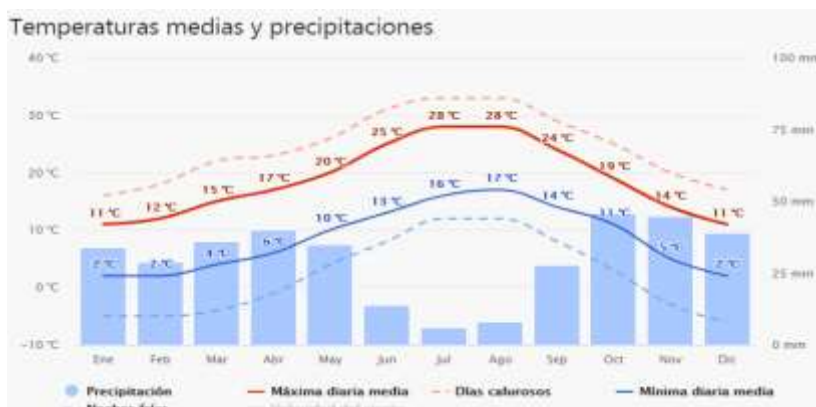 Temperaturas medias y precipitaciones
40 °C 100 mm
30 °C 75 mm
20 °C 50 mm
10 °C 25 mm
0 °C
-10 °C 0 mm
11 °C 12 °C 15 °C 17 °C 20 °C 25 °C 28 °C 28 °C 24 °C 19 °C 14 °C 11 °C
2 °C 2 °C 4 °C 6 °C 10 °C 13 °C 16 °C 17 °C 14 °C 11 °C 5 °C 2 °C
Ene Feb Mar Abr May Jun Jul Ago Sep Oct Nov Dic
Precipitación Máxima diaria media Días calurosos Mínima diaria media